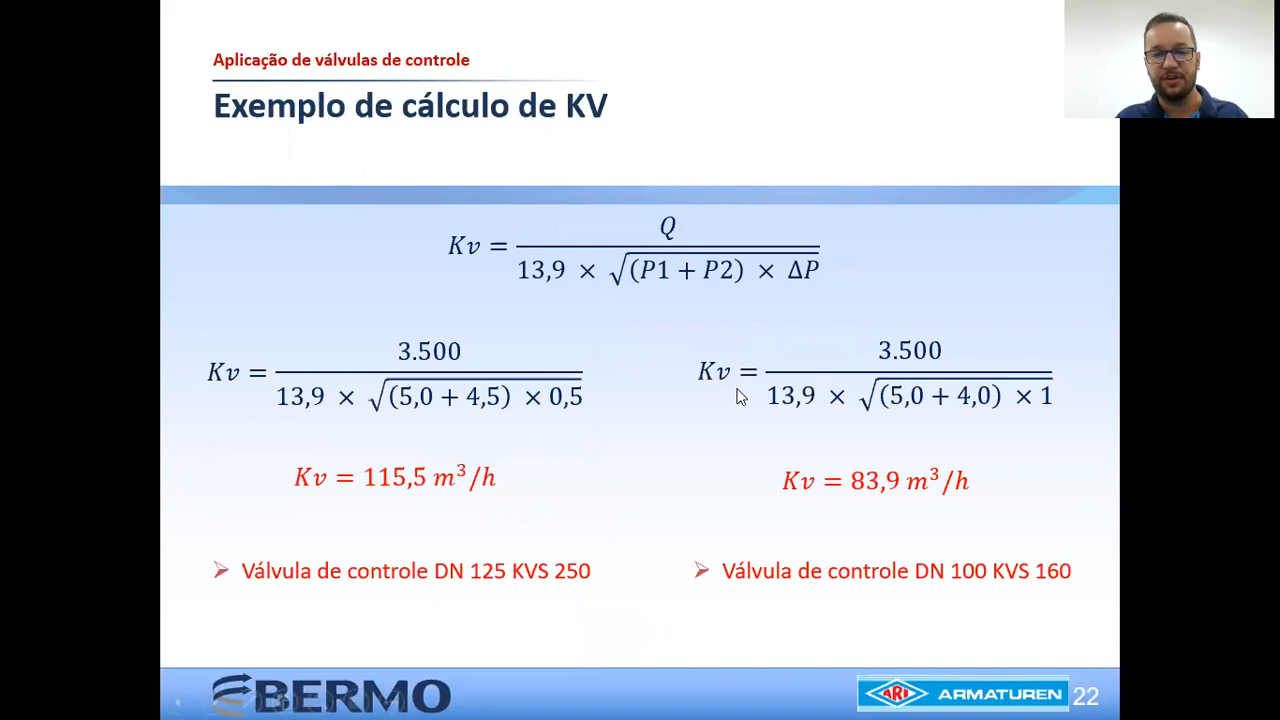 Aplicação de válvulas de controle
Exemplo de cálculo de KV
Kv = Q / 13,9 × √(P1 + P2) × ΔP
Kv = 3.500 / 13,9 × √(5,0 + 4,5) × 0,5
Kv = 3.500 / 13,9 × √(5,0 + 4,0) × 1
Kv = 115,5 m³/h
Kv = 83,9 m³/h
➢ Válvula de controle DN 125 KVS 250
➢ Válvula de controle DN 100 KVS 160
BERMO
ARI ARMATUREN 22